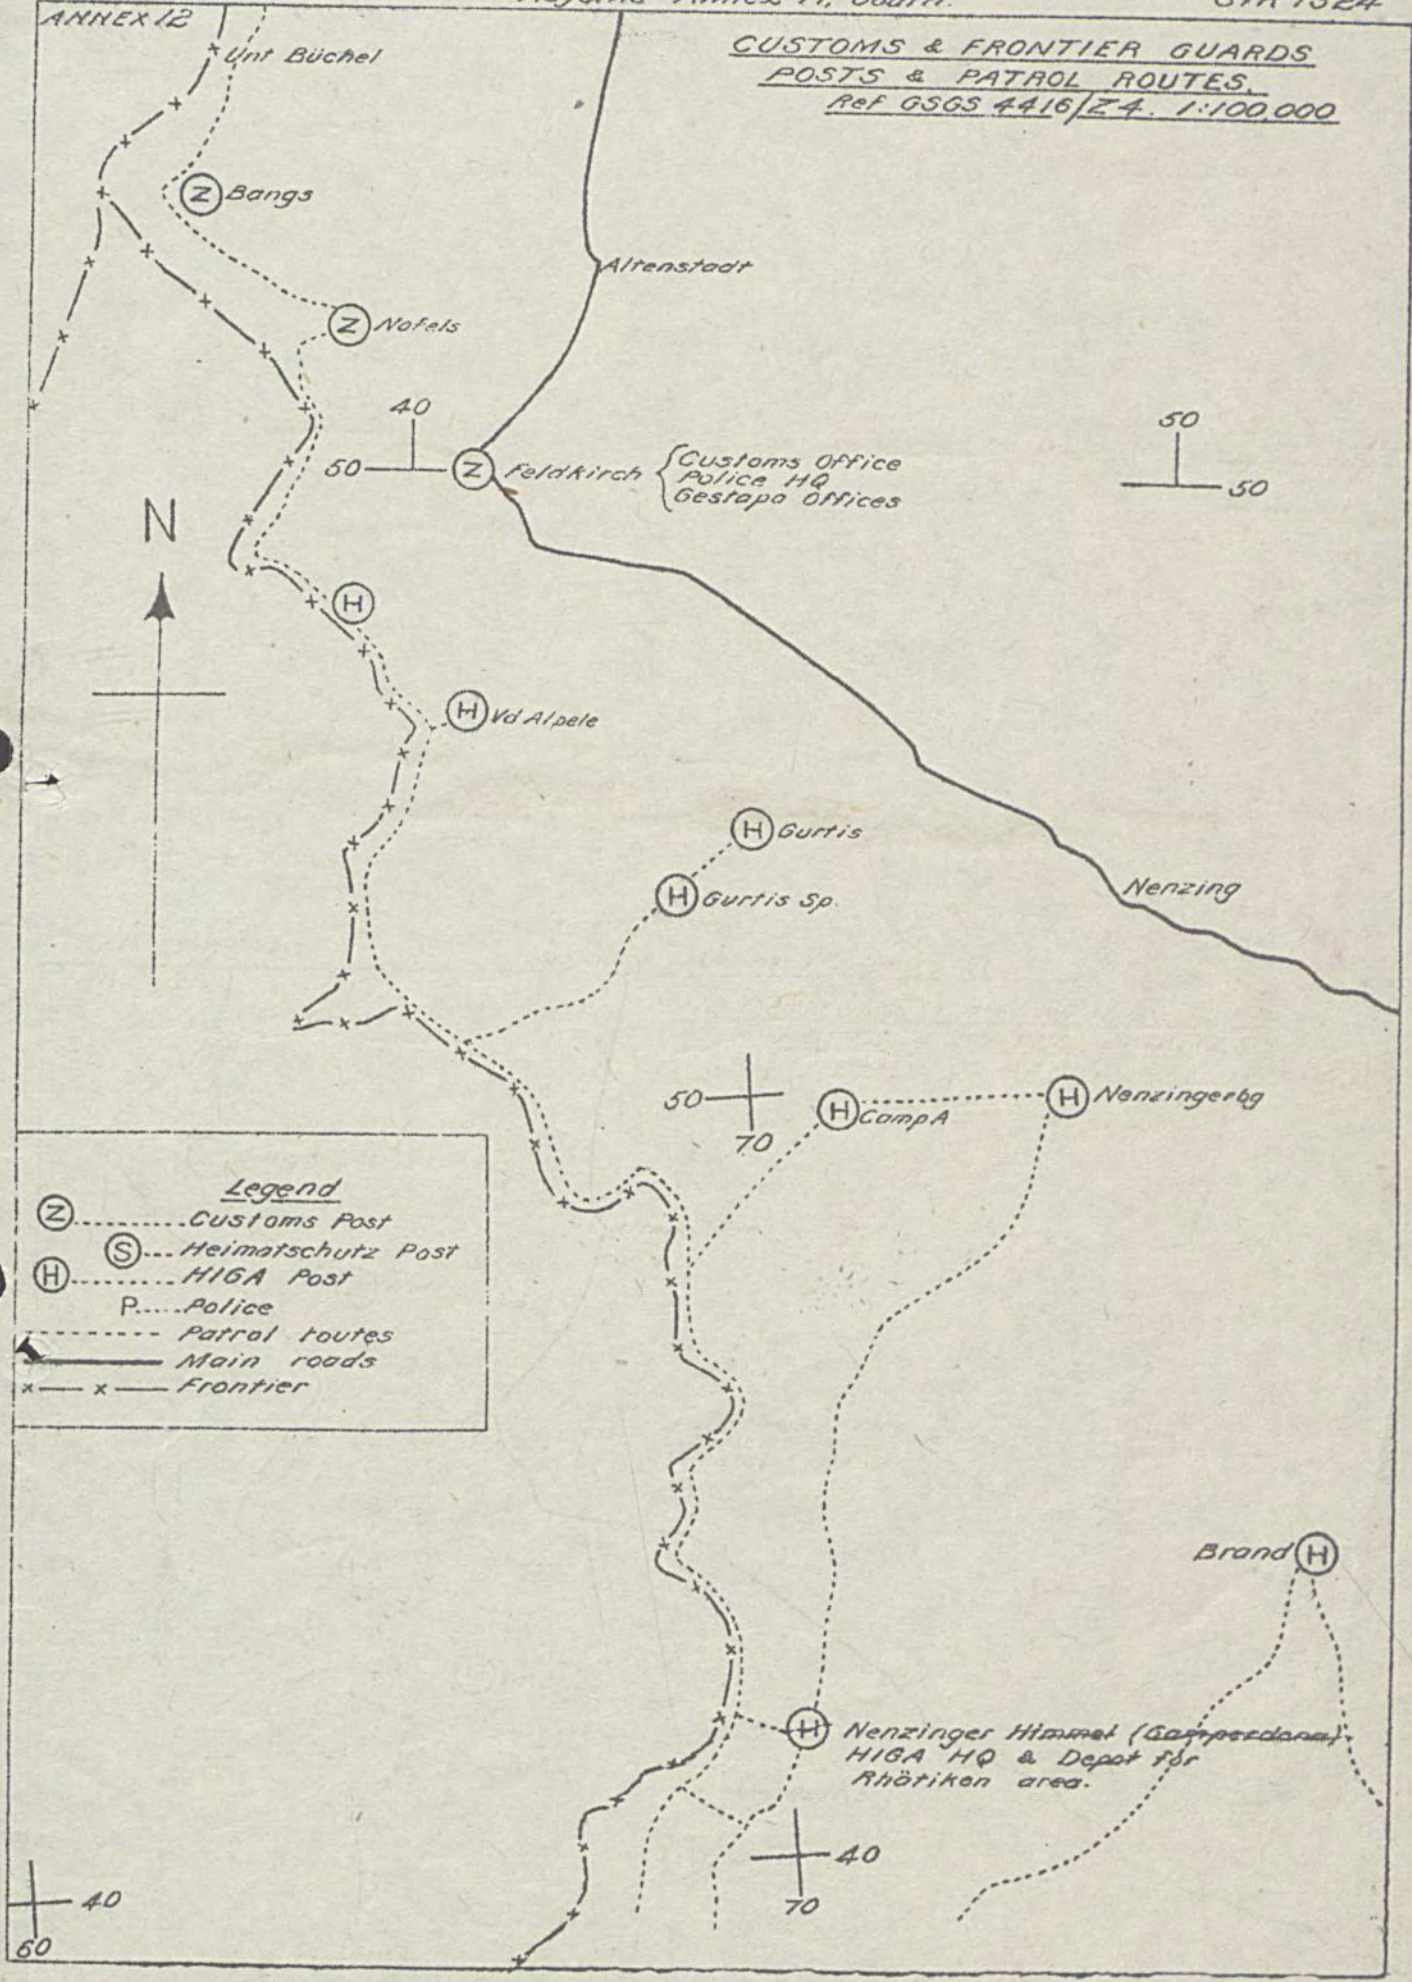 ANNEX 12
CUSTOMS & FRONTIER GUARDS
POSTS & PATROL ROUTES.
Ref GSGS 4416/Z4. 1:100,000
Unt Büchel
Z Bangs
Altenstadt
Z Nofels
40
50
Z Feldkirch { Customs Office
Police HQ
Gestapo Offices
50
50
N
H
H Vd Alpele
H Gurtis
H Gurtis Sp.
Nenzing
50
70
H Camp A
H Nenzingerbg
Legend
Z ........ Customs Post
S ... Heimatschutz Post
H ........ HIGA Post
P ..... Police
Patrol routes
Main roads
x — x — Frontier
Brand H
H Nenzinger Himmel (Gamperdona)
HIGA HQ & Depot for
Rhätikon area.
40
70
40
60